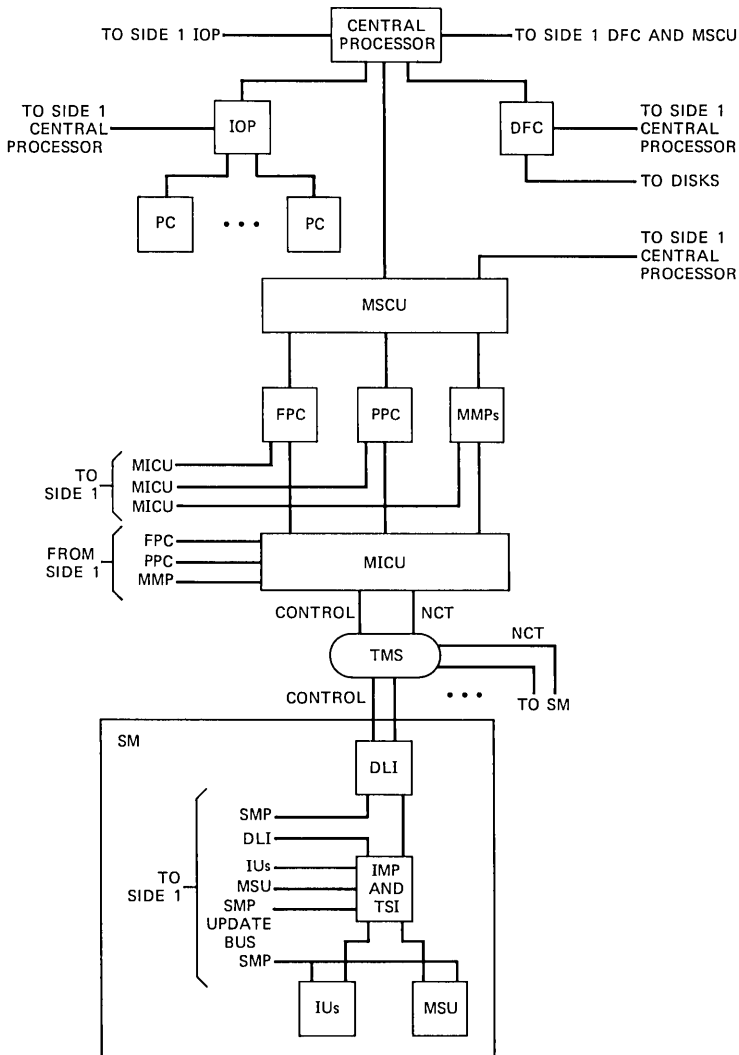 CENTRAL
PROCESSOR
TO SIDE 1 IOP
TO SIDE 1 DFC AND MSCU
TO SIDE 1
CENTRAL
PROCESSOR
IOP
DFC
TO SIDE 1
CENTRAL
PROCESSOR
TO DISKS
PC
• • •
PC
TO SIDE 1
CENTRAL
PROCESSOR
MSCU
FPC
PPC
MMPs
TO
SIDE 1
MICU
MICU
MICU
FROM
SIDE 1
FPC
PPC
MMP
MICU
CONTROL
NCT
TMS
NCT
CONTROL
• • •
TO SM
SM
DLI
TO
SIDE 1
SMP
DLI
IUs
MSU
SMP
UPDATE
BUS
SMP
IMP
AND
TSI
IUs
MSU